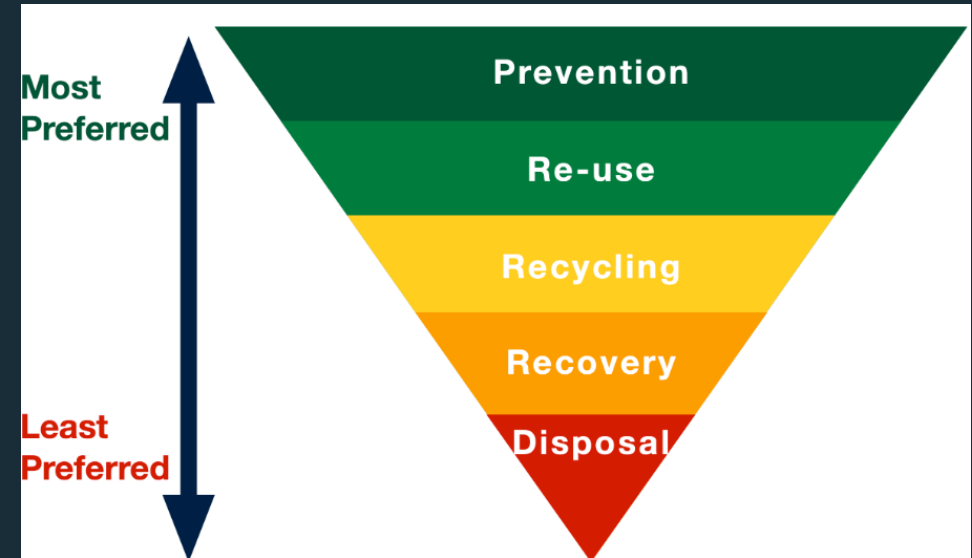 Most
Preferred
Prevention
Re-use
Recycling
Recovery
Disposal
Least
Preferred